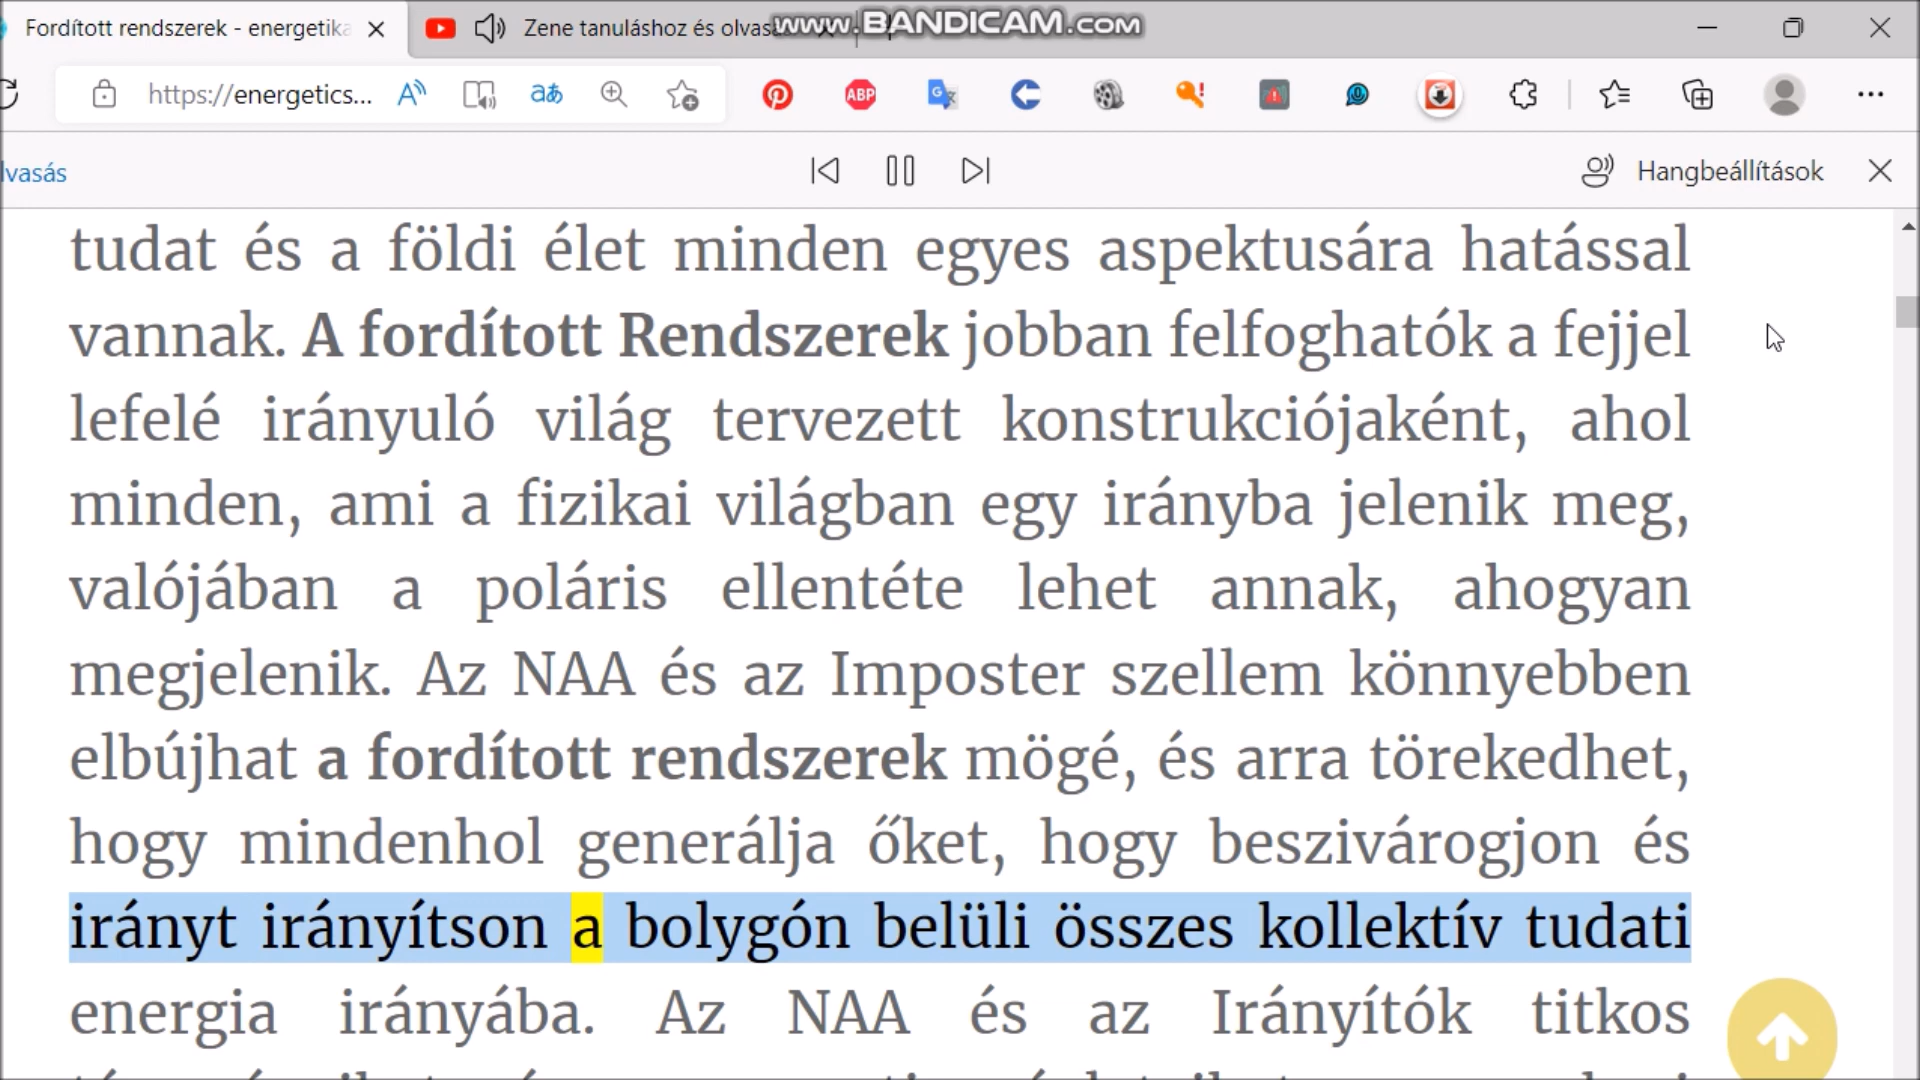 Fordított rendszerek - energetika
Zene tanuláshoz és olvas
www.BANDICAM.com
https://energetics...
aあ
ABP
lvasás
Hangbeállítások
tudat és a földi élet minden egyes aspektusára hatással
vannak. A fordított Rendszerek jobban felfoghatók a fejjel
lefelé irányuló világ tervezett konstrukciójaként, ahol
minden, ami a fizikai világban egy irányba jelenik meg,
valójában a poláris ellentéte lehet annak, ahogyan
megjelenik. Az NAA és az Imposter szellem könnyebben
elbújhat a fordított rendszerek mögé, és arra törekedhet,
hogy mindenhol generálja őket, hogy beszivárogjon és
irányt irányítson a bolygón belüli összes kollektív tudati
energia irányába. Az NAA és az Irányítók titkos